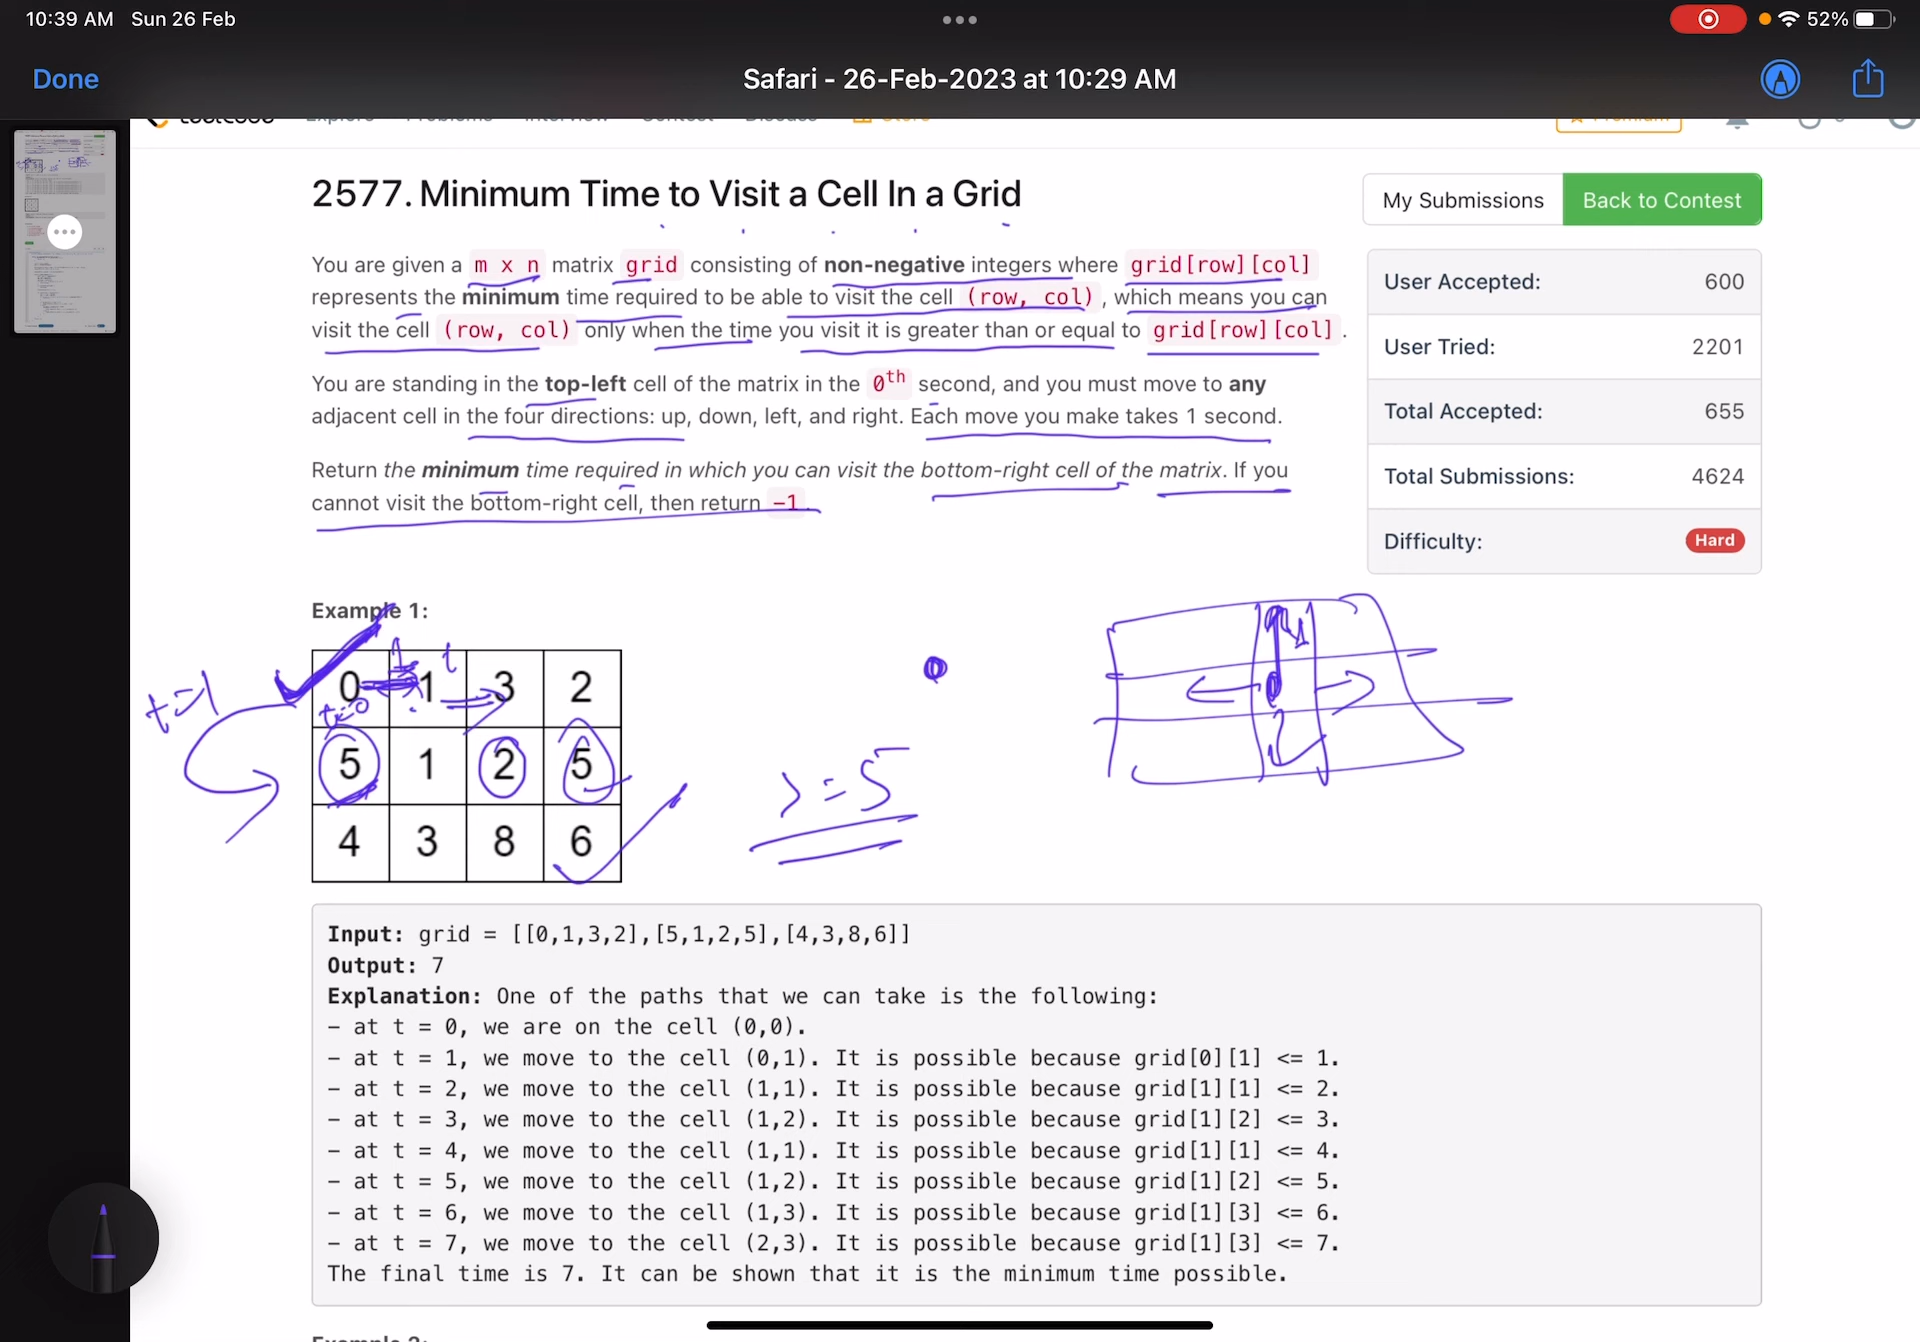 10:39 AM Sun 26 Feb
52%
Done
Safari - 26-Feb-2023 at 10:29 AM
2577. Minimum Time to Visit a Cell In a Grid
My Submissions
Back to Contest
You are given a m x n matrix grid consisting of non-negative integers where grid[row][col]
represents the minimum time required to be able to visit the cell (row, col), which means you can
visit the cell (row, col) only when the time you visit it is greater than or equal to grid[row][col].
You are standing in the top-left cell of the matrix in the 0th second, and you must move to any
adjacent cell in the four directions: up, down, left, and right. Each move you make takes 1 second.
Return the minimum time required in which you can visit the bottom-right cell of the matrix. If you
cannot visit the bottom-right cell, then return -1.
User Accepted: 600
User Tried: 2201
Total Accepted: 655
Total Submissions: 4624
Difficulty: Hard
Example 1:
t=1
t
0 1 3 2
t=0
5 1 2 5
4 3 8 6
>=5
Input: grid = [[0,1,3,2],[5,1,2,5],[4,3,8,6]]
Output: 7
Explanation: One of the paths that we can take is the following:
- at t = 0, we are on the cell (0,0).
- at t = 1, we move to the cell (0,1). It is possible because grid[0][1] <= 1.
- at t = 2, we move to the cell (1,1). It is possible because grid[1][1] <= 2.
- at t = 3, we move to the cell (1,2). It is possible because grid[1][2] <= 3.
- at t = 4, we move to the cell (1,1). It is possible because grid[1][1] <= 4.
- at t = 5, we move to the cell (1,2). It is possible because grid[1][2] <= 5.
- at t = 6, we move to the cell (1,3). It is possible because grid[1][3] <= 6.
- at t = 7, we move to the cell (2,3). It is possible because grid[1][3] <= 7.
The final time is 7. It can be shown that it is the minimum time possible.